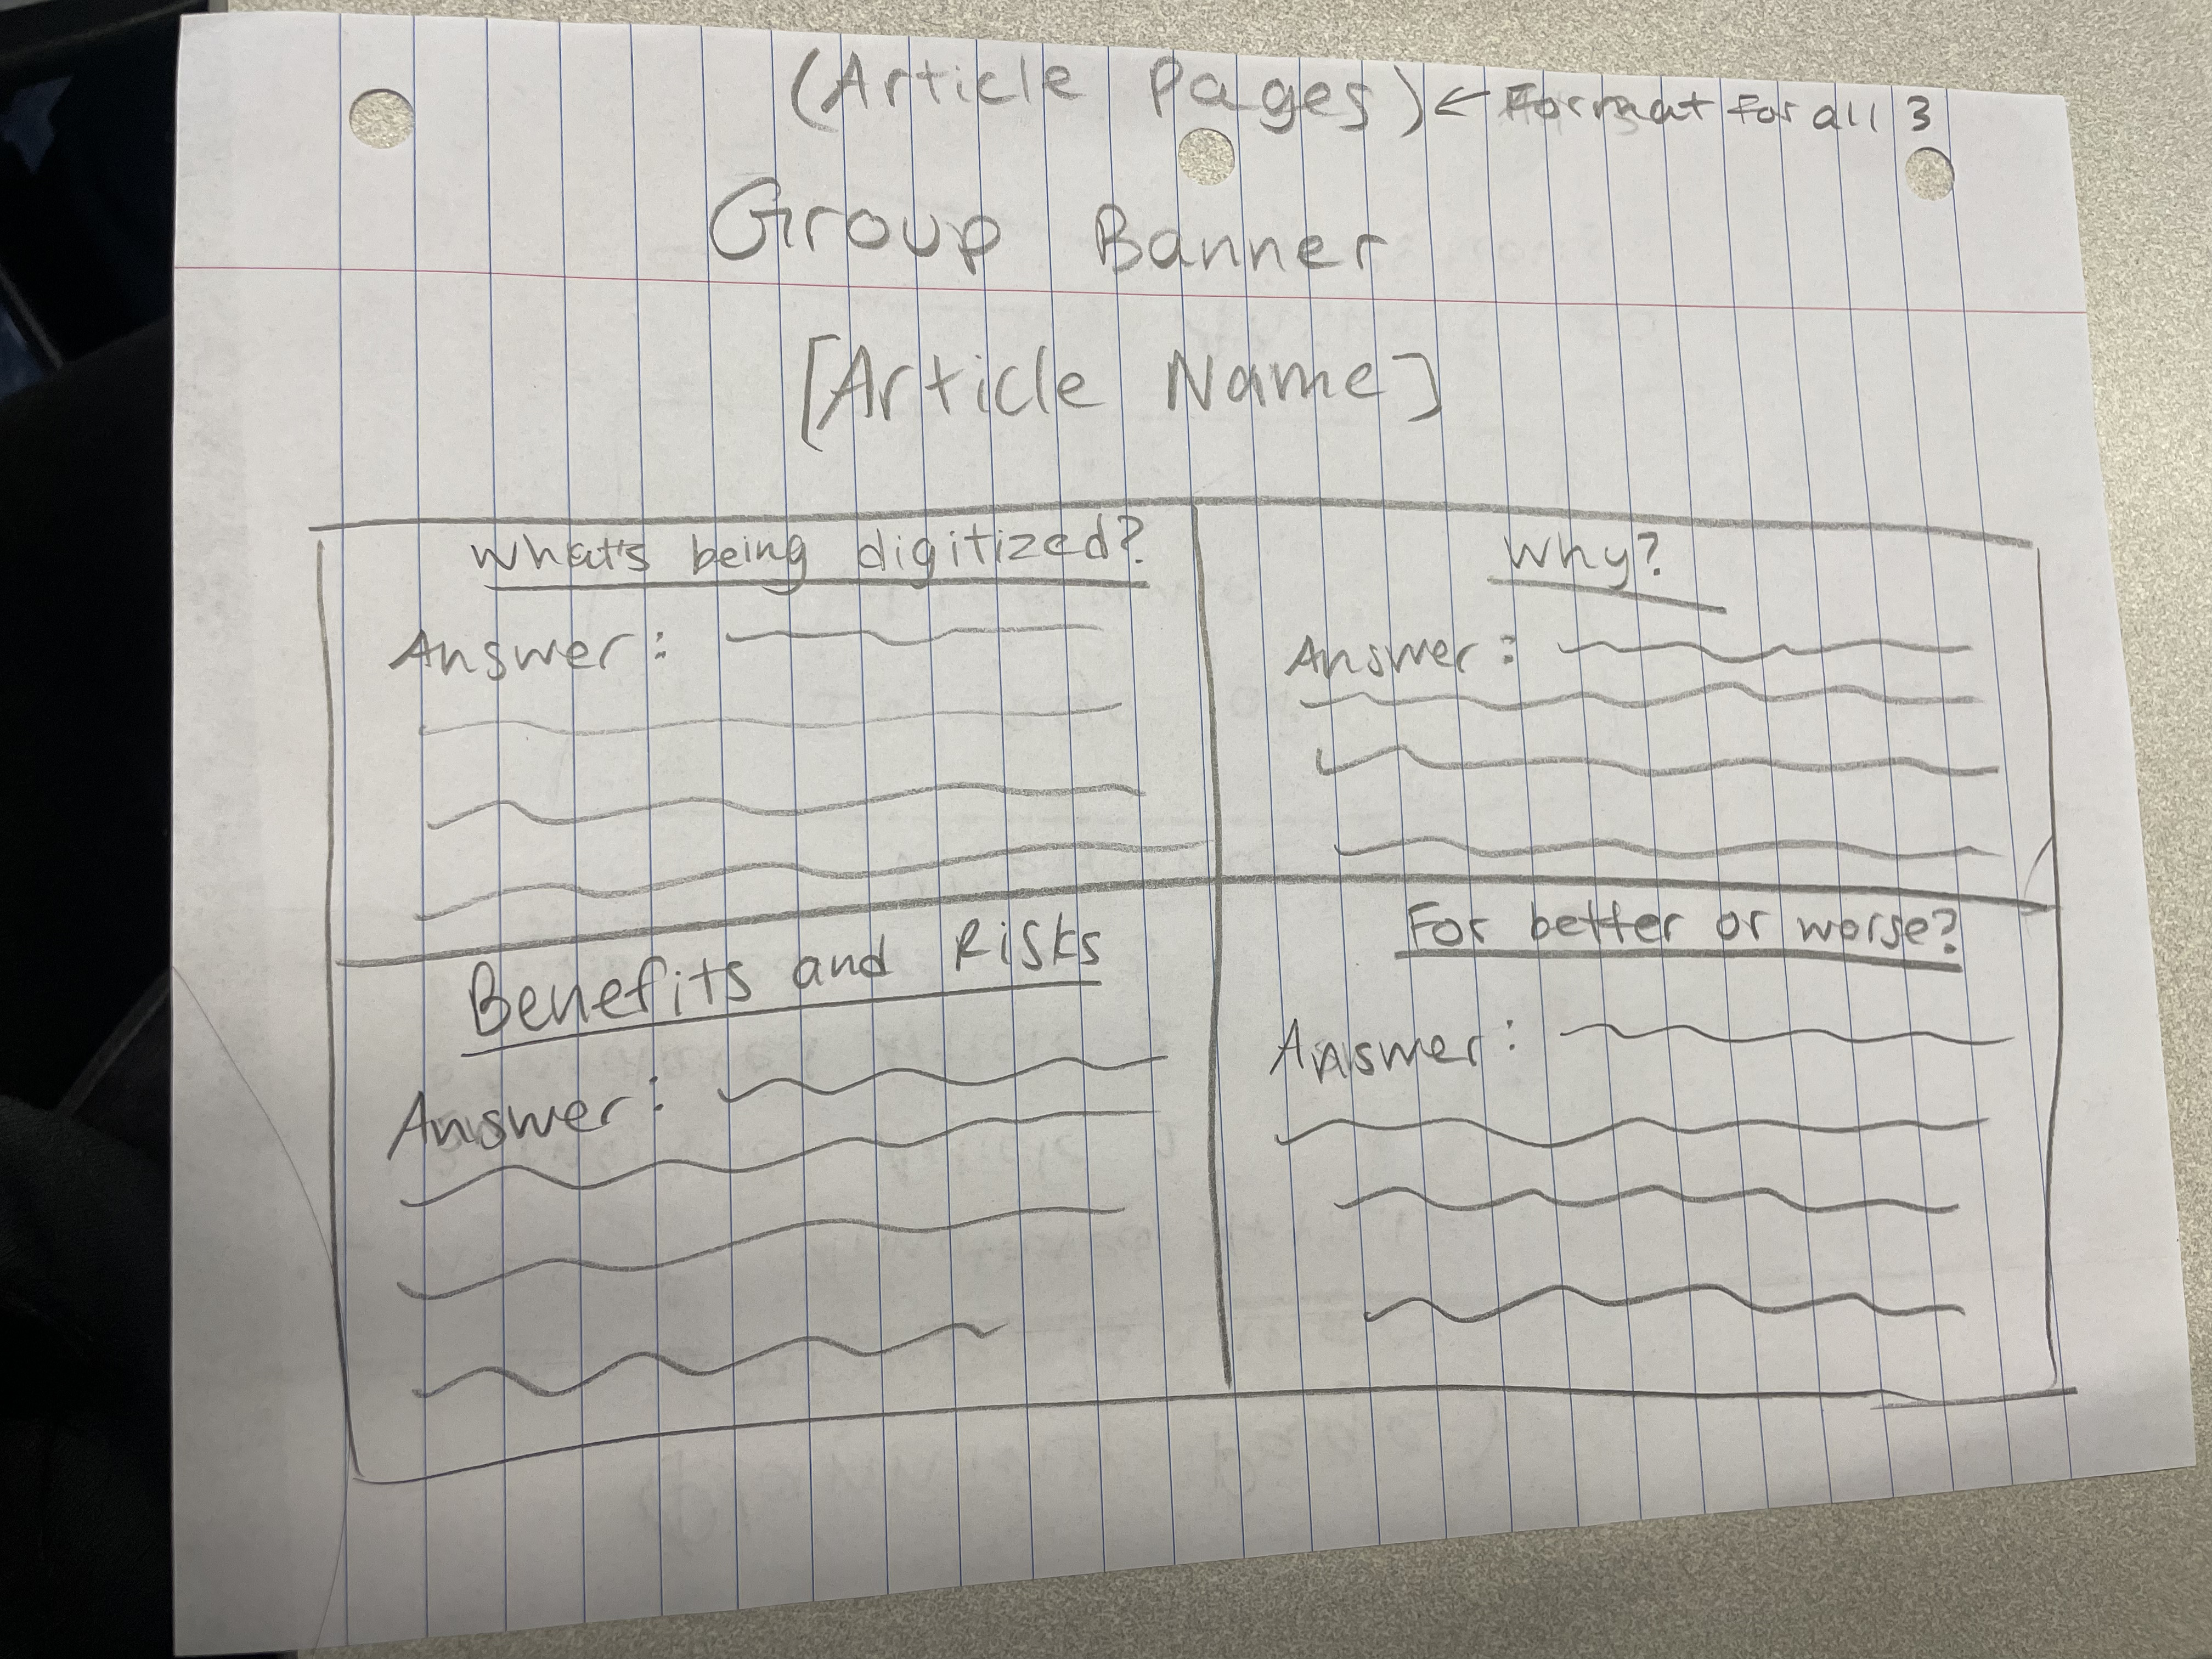 (Article Pages) ← Format for all 3
Group Banner
[Article Name]
What's being digitized?
Answer:
Why?
Answer:
Benefits and Risks
Answer:
For better or worse?
Answer: